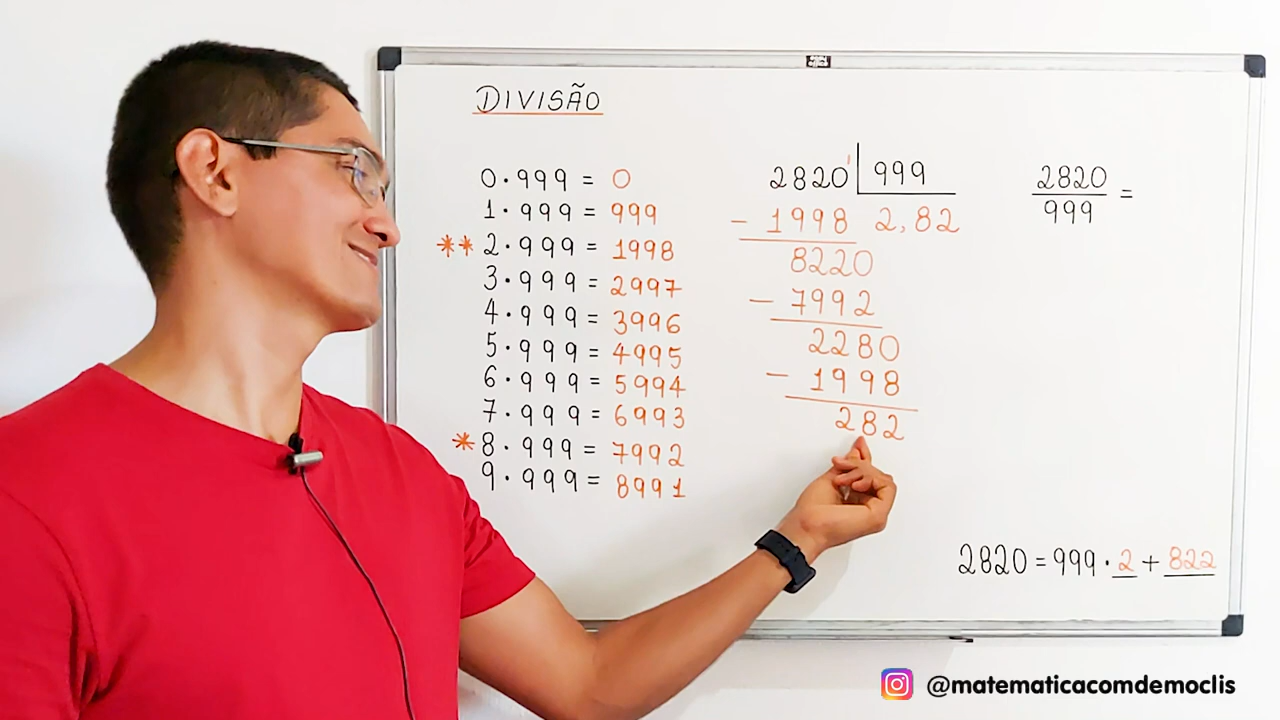 DIVISÃO
0·999 = 0
1·999 = 999
** 2·999 = 1998
3·999 = 2997
4·999 = 3996
5·999 = 4995
6·999 = 5994
7·999 = 6993
* 8·999 = 7992
9·999 = 8991
2820' 999
- 1998 2,82
8220
- 7992
2280
- 1998
282
2820
999 =
2820 = 999·2 + 822
@matematicacomdemoclis